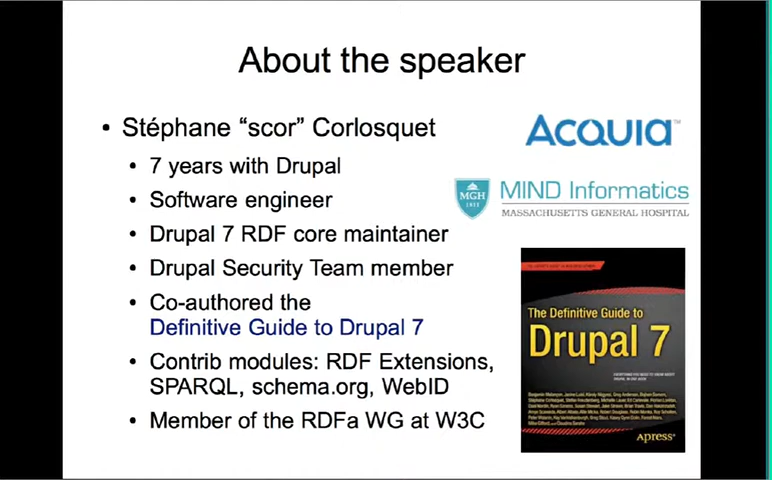 About the speaker
• Stéphane “scor” Corlosquet
• 7 years with Drupal
• Software engineer
• Drupal 7 RDF core maintainer
• Drupal Security Team member
• Co-authored the
Definitive Guide to Drupal 7
• Contrib modules: RDF Extensions,
SPARQL, schema.org, WebID
• Member of the RDFa WG at W3C
ACQUIA™
MGH
MIND Informatics
MASSACHUSETTS GENERAL HOSPITAL
The Definitive Guide to
Drupal 7
Apress®